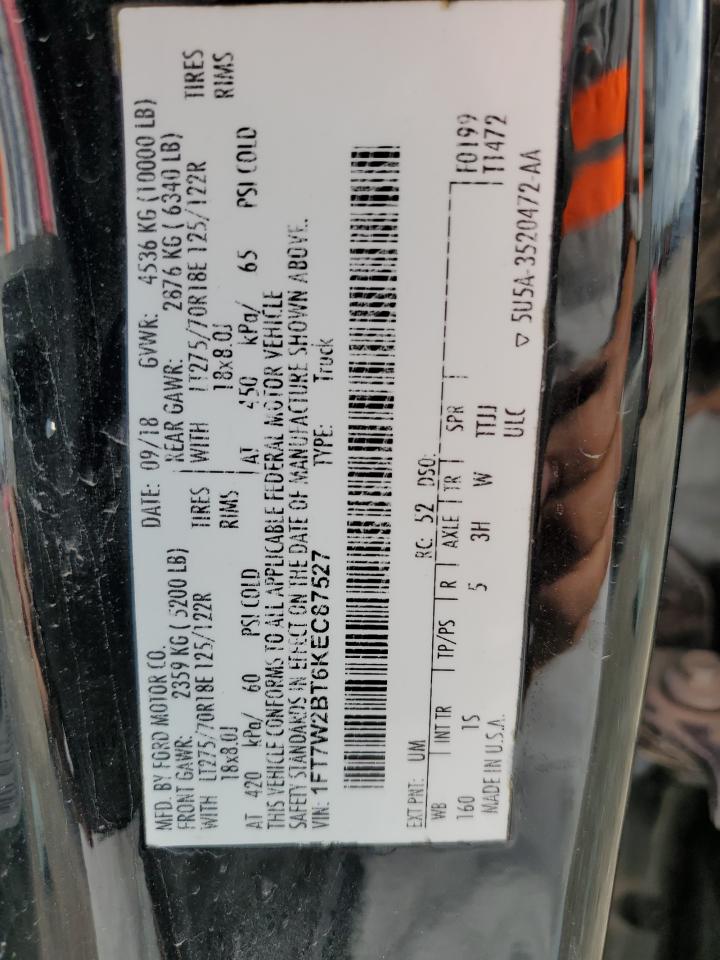 MFD. BY FORD MOTOR CO. DATE: 09/18 GVWR: 4536 KG (10000 LB)
FRONT GAWR: 2359 KG ( 5200 LB) REAR GAWR: 2876 KG ( 6340 LB)
WITH LT275/70R18E 125/122R TIRES WITH LT275/70R18E 125/122R TIRES
18x8.0J RIMS 18x8.0J RIMS
AT 420 kPa/ 60 PSI COLD AT 450 kPa/ 65 PSI COLD
THIS VEHICLE CONFORMS TO ALL APPLICABLE FEDERAL MOTOR VEHICLE
SAFETY STANDARDS IN EFFECT ON THE DATE OF MANUFACTURE SHOWN ABOVE.
VIN: 1FT7W2BT6KEC87527 TYPE: Truck
EXT PNT: UM RC: 52 DSO: F0199
WB INT TR TP/PS R AXLE TR SPR T1472
160 1S 5 3H W TTJJ
MADE IN U.S.A. ULC
▽ 5U5A-3520472-AA